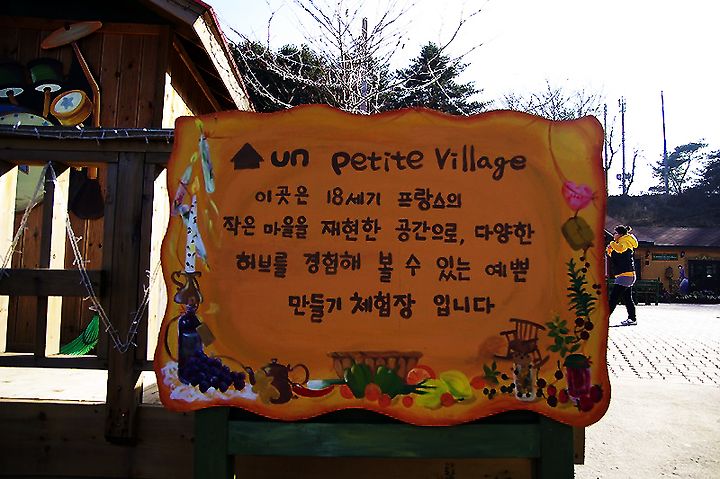 un Petite Village
이곳은 18세기 프랑스의
작은 마을을 재현한 공간으로, 다양한
허브를 경험해 볼 수 있는 예쁜
만들기 체험장 입니다